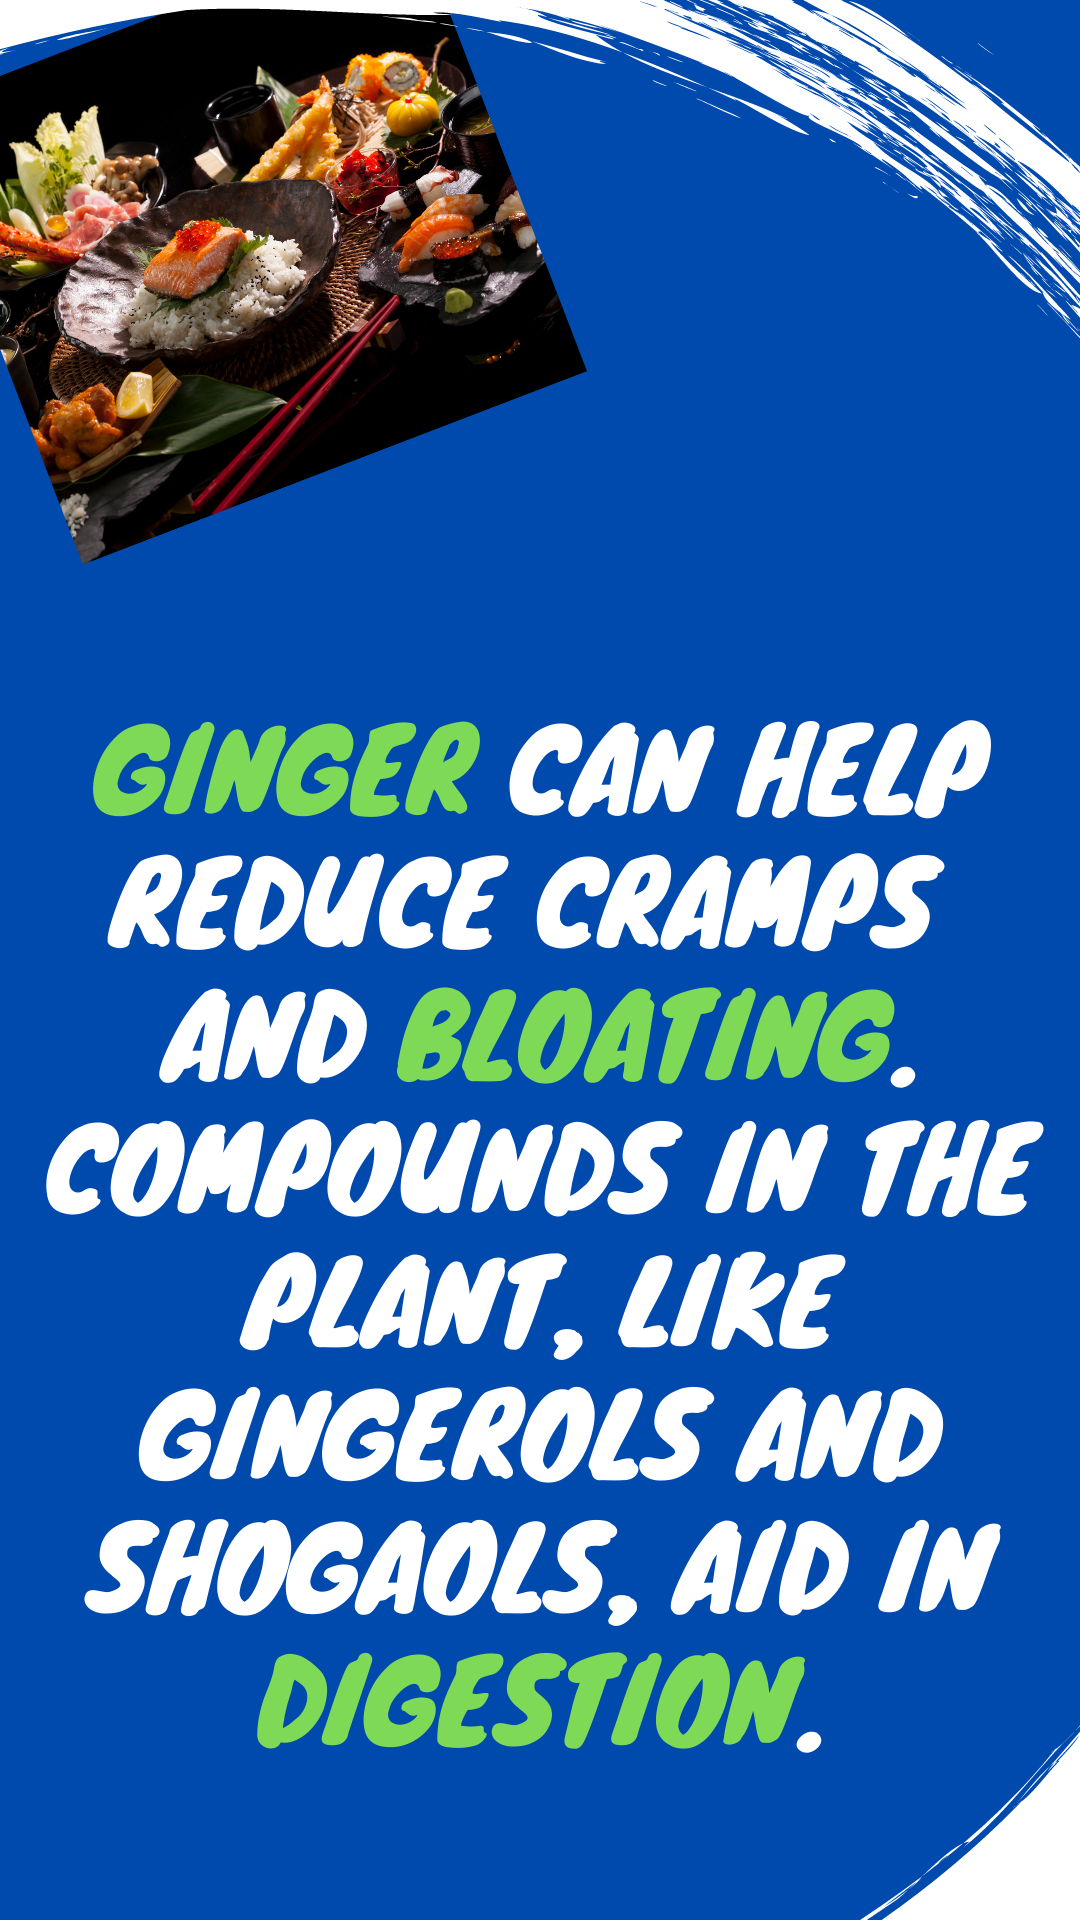 GINGER CAN HELP
REDUCE CRAMPS
AND BLOATING.
COMPOUNDS IN THE
PLANT, LIKE
GINGEROLS AND
SHOGAOLS, AID IN
DIGESTION.